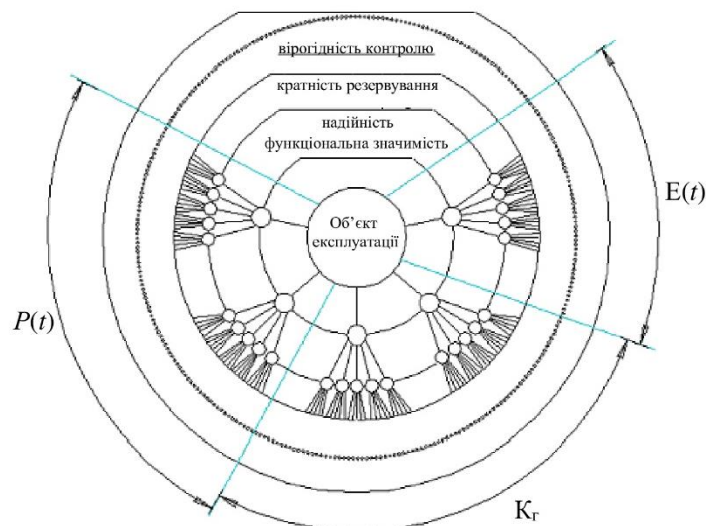 вірогідність контролю
кратність резервування
надійність
функціональна значимість
Об’єкт
експлуатації
E(t)
P(t)
Кг